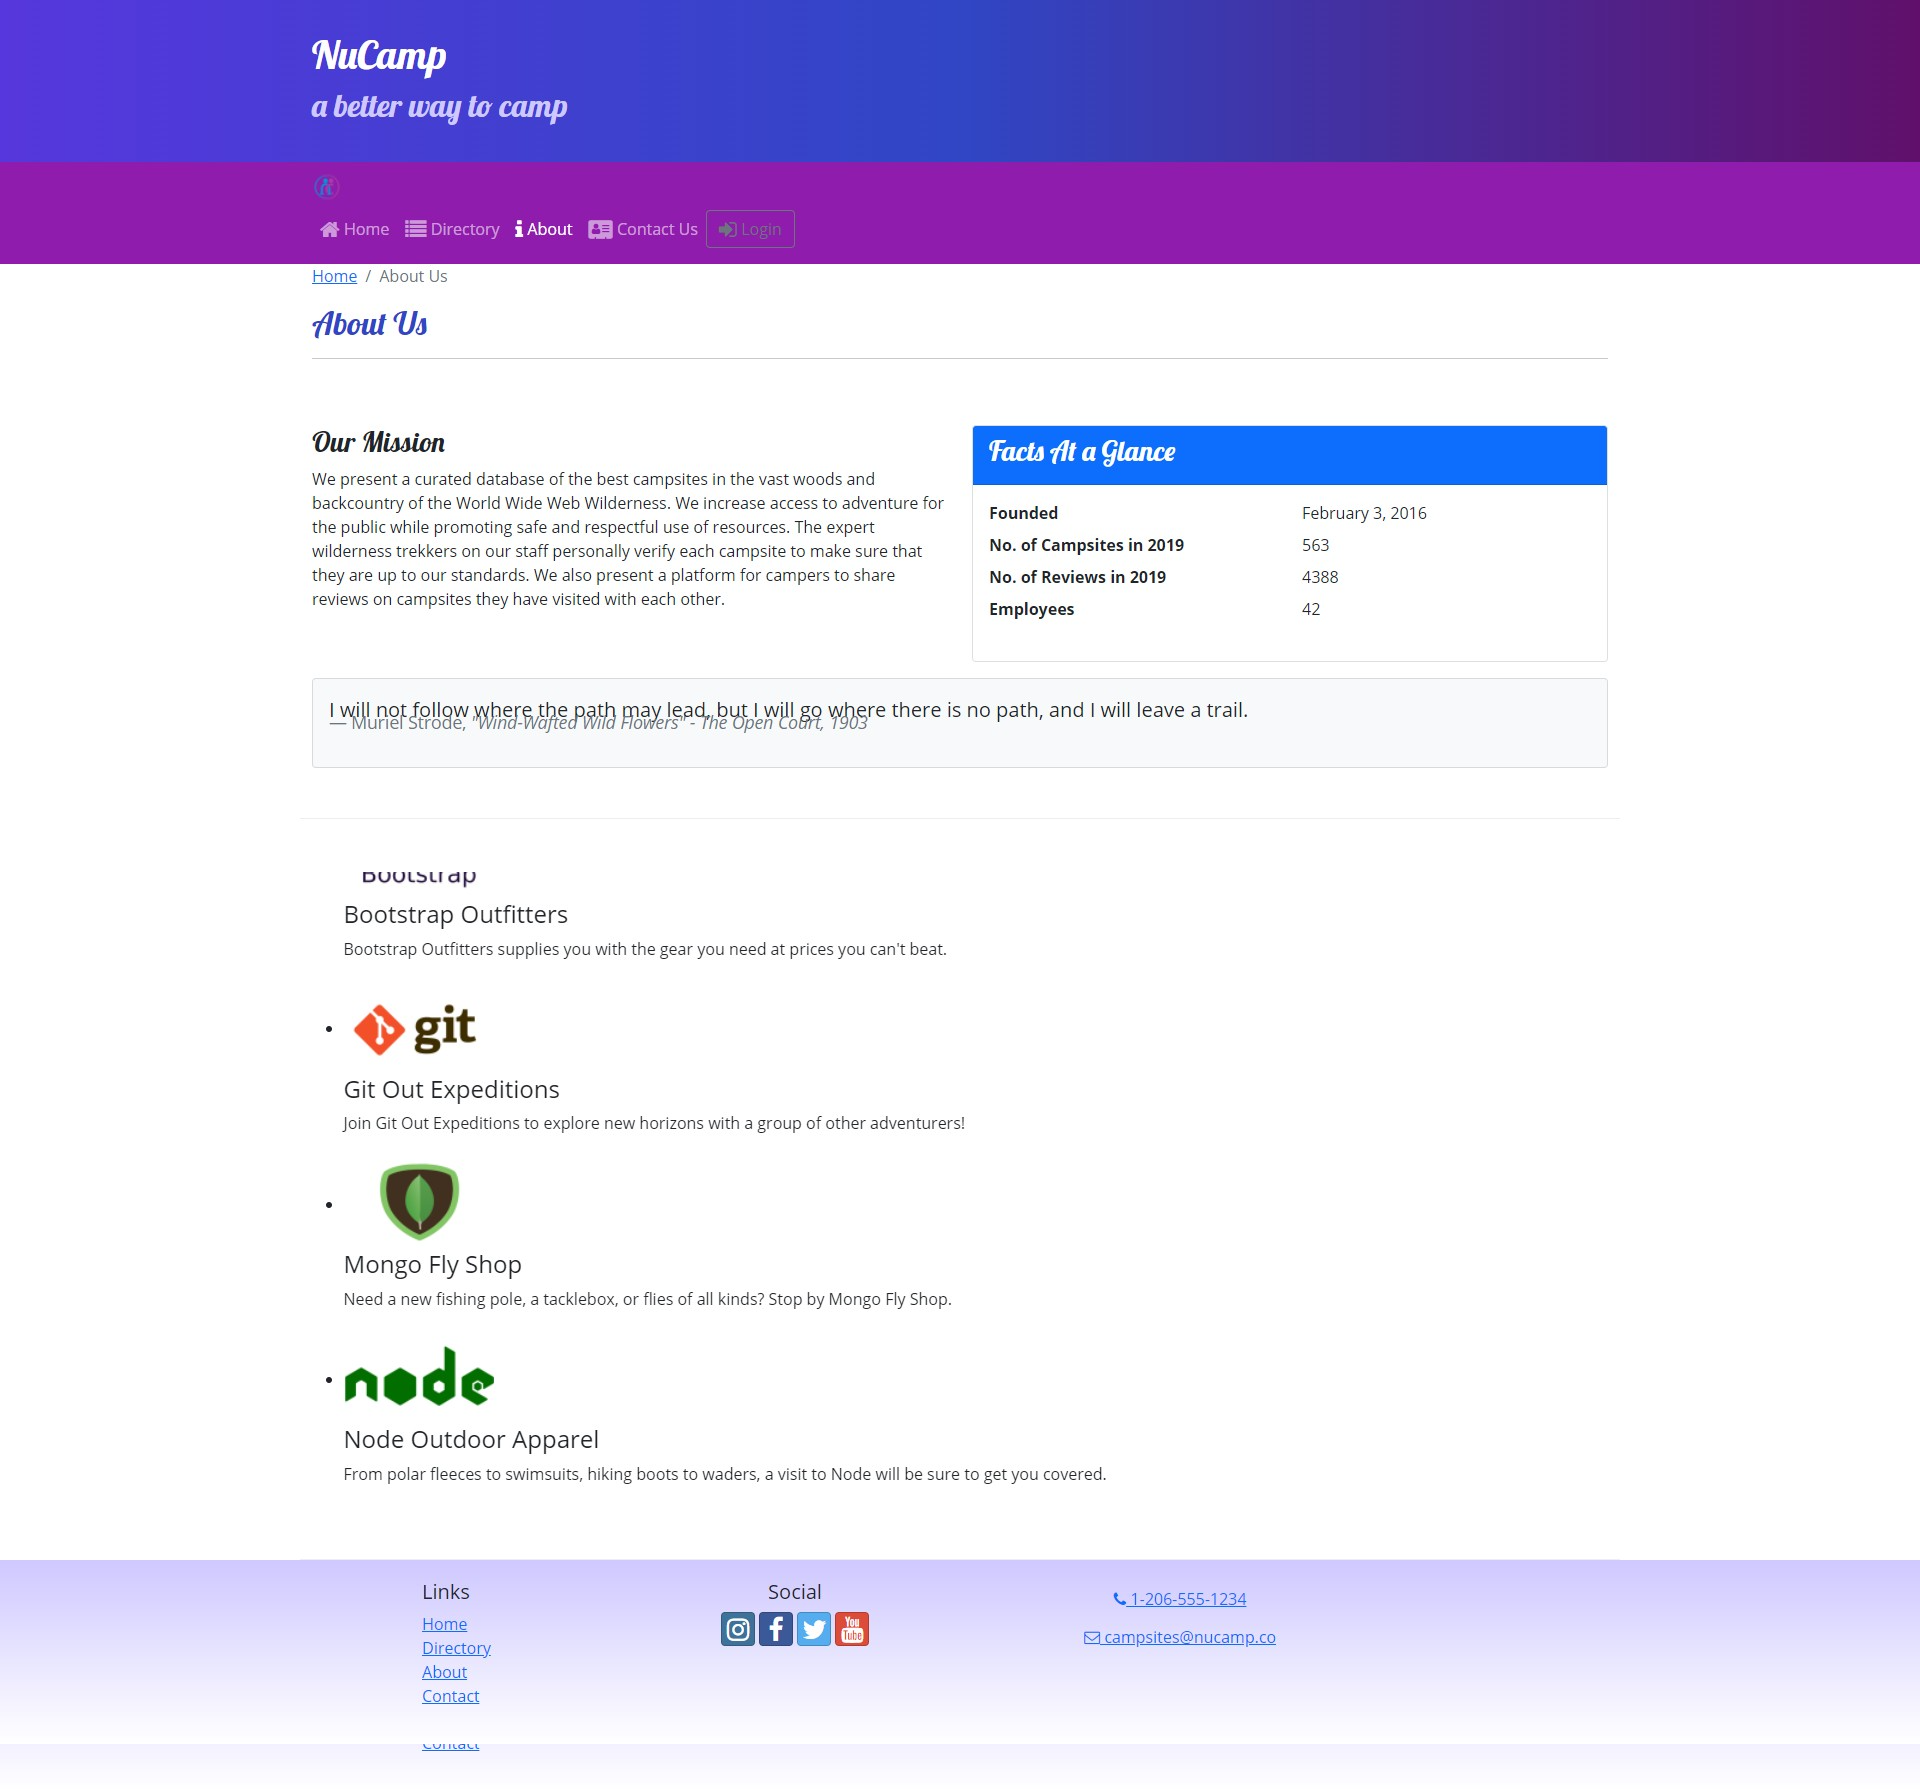 NuCamp
a better way to camp
Home Directory About Contact Us Login
Home / About Us
About Us
Our Mission
We present a curated database of the best campsites in the vast woods and
backcountry of the World Wide Web Wilderness. We increase access to adventure for
the public while promoting safe and respectful use of resources. The expert
wilderness trekkers on our staff personally verify each campsite to make sure that
they are up to our standards. We also present a platform for campers to share
reviews on campsites they have visited with each other.
Facts At a Glance
Founded February 3, 2016
No. of Campsites in 2019 563
No. of Reviews in 2019 4388
Employees 42
I will not follow where the path may lead, but I will go where there is no path, and I will leave a trail.
— Muriel Strode, "Wind-Wafted Wild Flowers" - The Open Court, 1903
Bootstrap
Bootstrap Outfitters
Bootstrap Outfitters supplies you with the gear you need at prices you can't beat.
git
Git Out Expeditions
Join Git Out Expeditions to explore new horizons with a group of other adventurers!
Mongo Fly Shop
Need a new fishing pole, a tacklebox, or flies of all kinds? Stop by Mongo Fly Shop.
node
Node Outdoor Apparel
From polar fleeces to swimsuits, hiking boots to waders, a visit to Node will be sure to get you covered.
Links
Home
Directory
About
Contact
Contact
Social
You
Tube
1-206-555-1234
campsites@nucamp.co